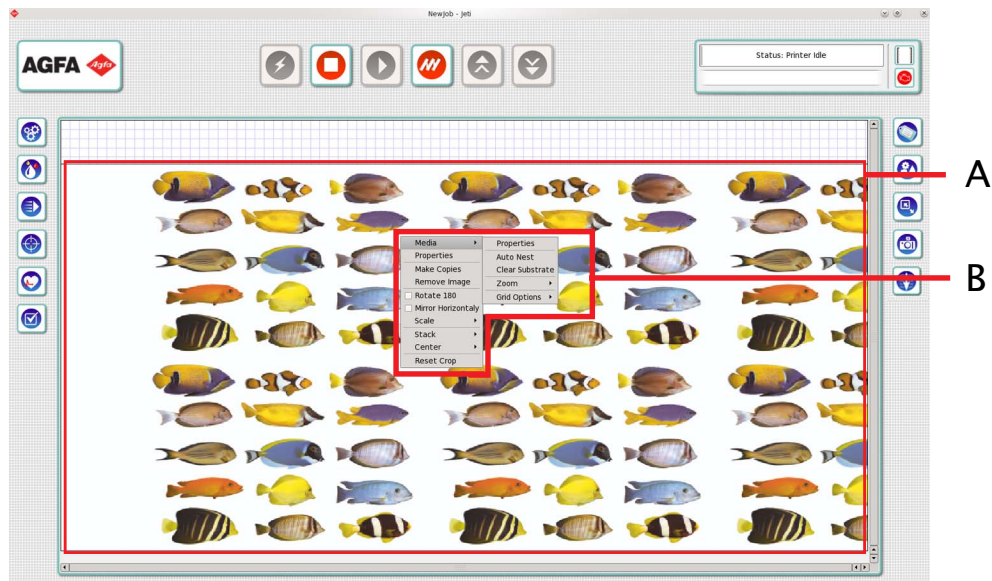 NewJob - Jeti
AGFA
Agfa
Status: Printer Idle
A
B
Media
Properties
Make Copies
Remove Image
Rotate 180
Mirror Horizontaly
Scale
Stack
Center
Reset Crop
Properties
Auto Nest
Clear Substrate
Zoom
Grid Options